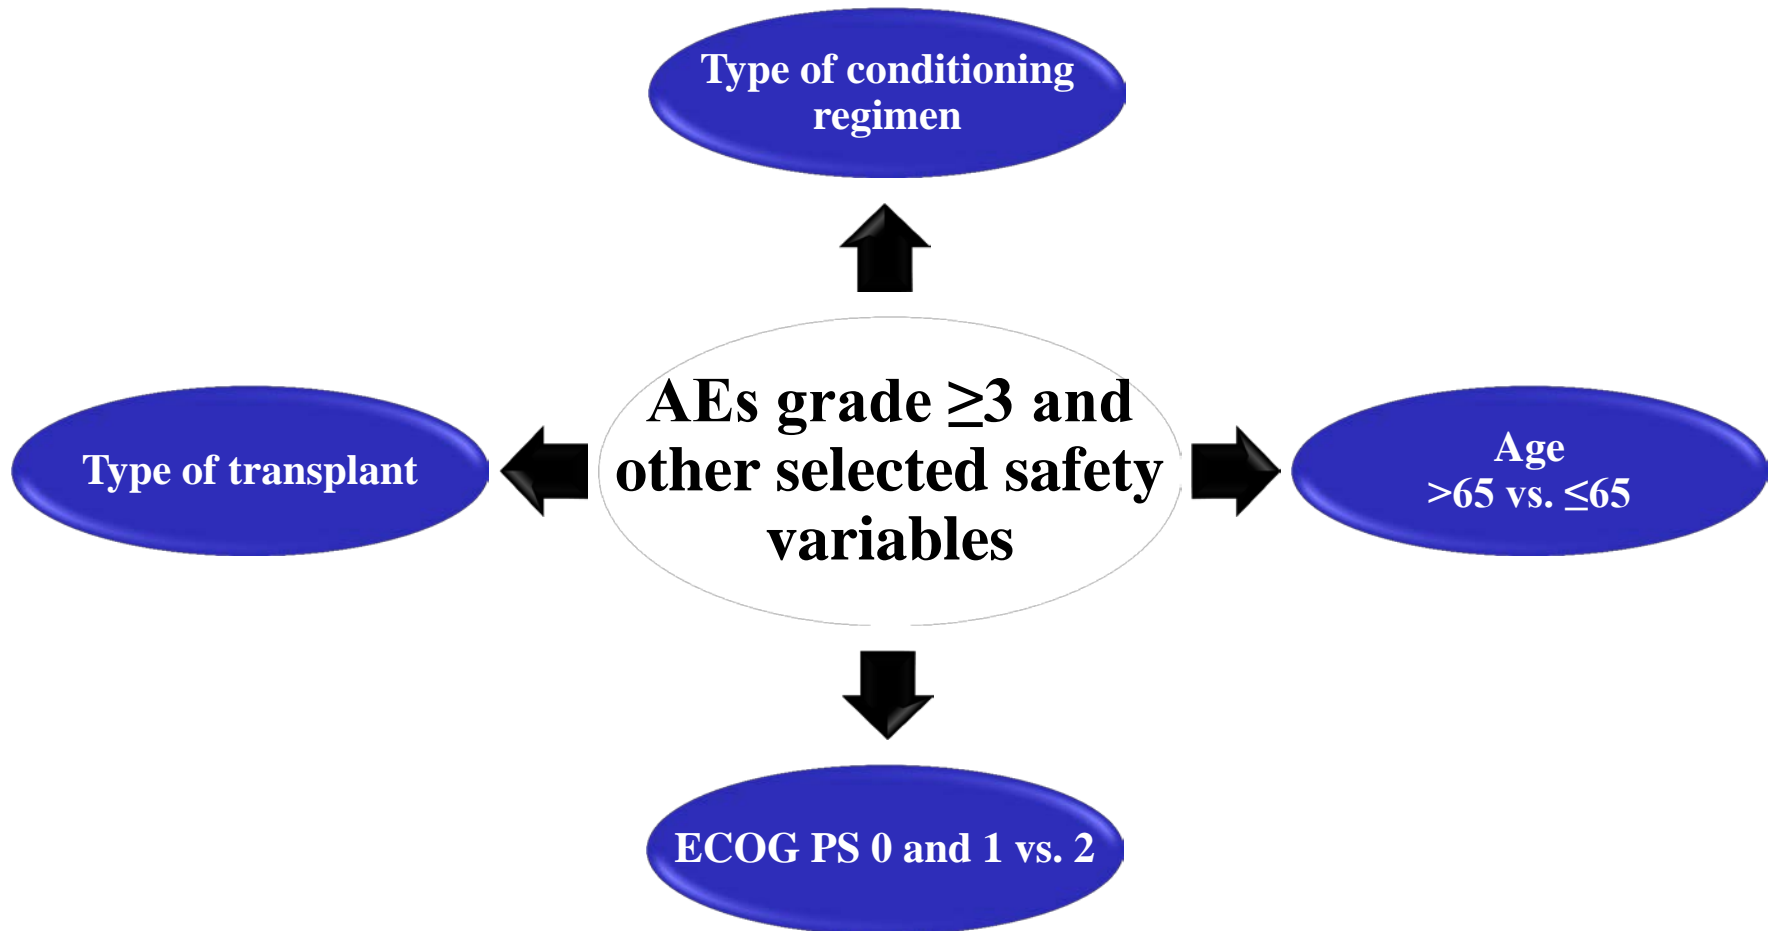 Type of conditioning
regimen
AEs grade ≥3 and
other selected safety
variables
Type of transplant
Age
>65 vs. ≤65
ECOG PS 0 and 1 vs. 2